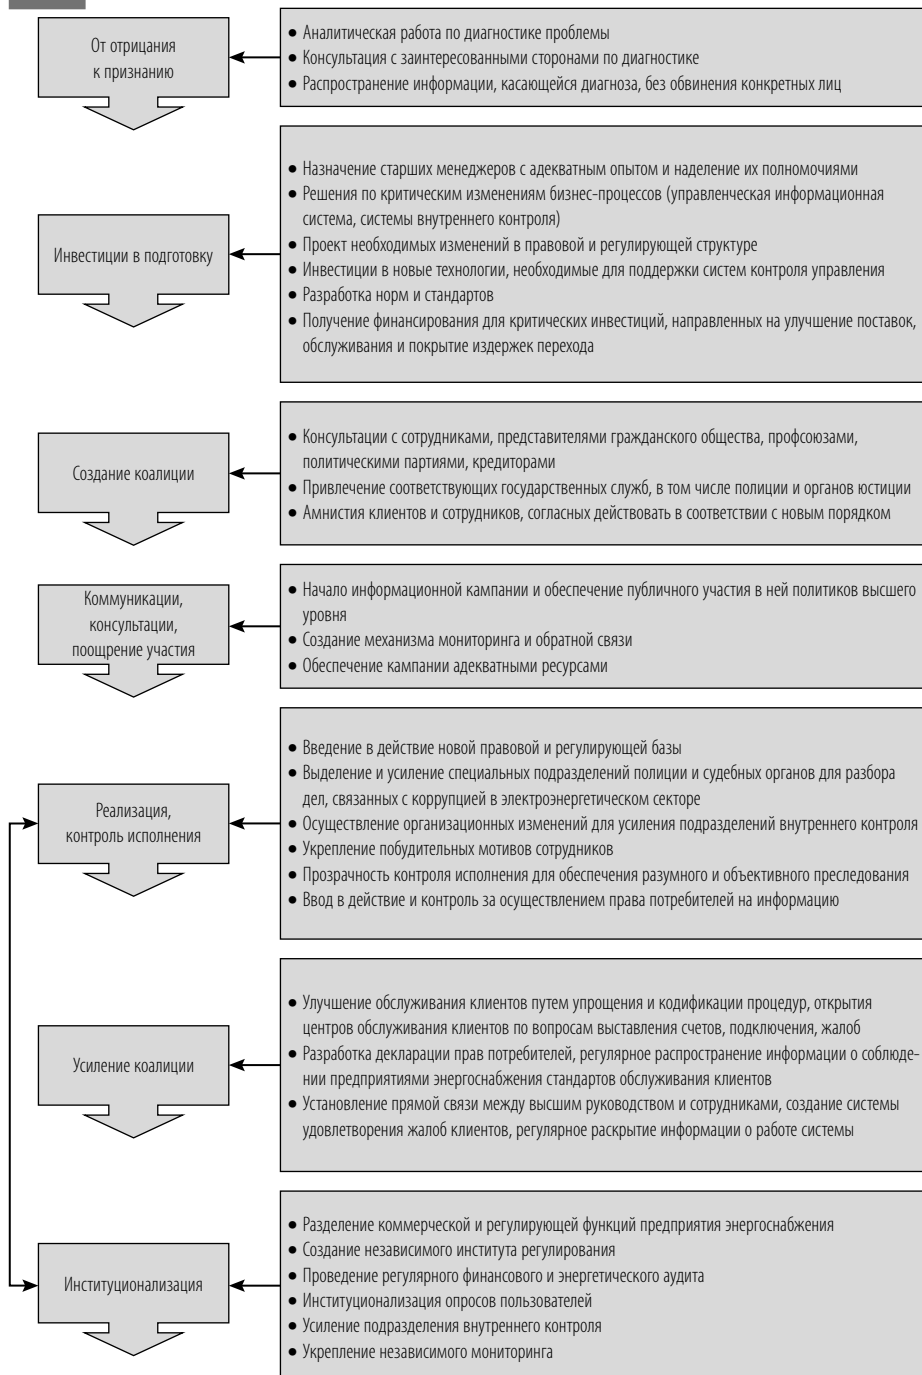 От отрицания
к признанию
● Аналитическая работа по диагностике проблемы
● Консультация с заинтересованными сторонами по диагностике
● Распространение информации, касающейся диагноза, без обвинения конкретных лиц
Инвестиции в подготовку
● Назначение старших менеджеров с адекватным опытом и наделение их полномочиями
● Решения по критическим изменениям бизнес-процессов (управленческая информационная
система, системы внутреннего контроля)
● Проект необходимых изменений в правовой и регулирующей структуре
● Инвестиции в новые технологии, необходимые для поддержки систем контроля управления
● Разработка норм и стандартов
● Получение финансирования для критических инвестиций, направленных на улучшение поставок,
обслуживания и покрытие издержек перехода
Создание коалиции
● Консультации с сотрудниками, представителями гражданского общества, профсоюзами,
политическими партиями, кредиторами
● Привлечение соответствующих государственных служб, в том числе полиции и органов юстиции
● Амнистия клиентов и сотрудников, согласных действовать в соответствии с новым порядком
Коммуникации,
консультации,
поощрение участия
● Начало информационной кампании и обеспечение публичного участия в ней политиков высшего
уровня
● Создание механизма мониторинга и обратной связи
● Обеспечение кампании адекватными ресурсами
Реализация,
контроль исполнения
● Введение в действие новой правовой и регулирующей базы
● Выделение и усиление специальных подразделений полиции и судебных органов для разбора
дел, связанных с коррупцией в электроэнергетическом секторе
● Осуществление организационных изменений для усиления подразделений внутреннего контроля
● Укрепление побудительных мотивов сотрудников
● Прозрачность контроля исполнения для обеспечения разумного и объективного преследования
● Ввод в действие и контроль за осуществлением права потребителей на информацию
Усиление коалиции
● Улучшение обслуживания клиентов путем упрощения и кодификации процедур, открытия
центров обслуживания клиентов по вопросам выставления счетов, подключения, жалоб
● Разработка декларации прав потребителей, регулярное распространение информации о соблюде-
нии предприятиями энергоснабжения стандартов обслуживания клиентов
● Установление прямой связи между высшим руководством и сотрудниками, создание системы
удовлетворения жалоб клиентов, регулярное раскрытие информации о работе системы
Институционализация
● Разделение коммерческой и регулирующей функций предприятия энергоснабжения
● Создание независимого института регулирования
● Проведение регулярного финансового и энергетического аудита
● Институционализация опросов пользователей
● Усиление подразделения внутреннего контроля
● Укрепление независимого мониторинга